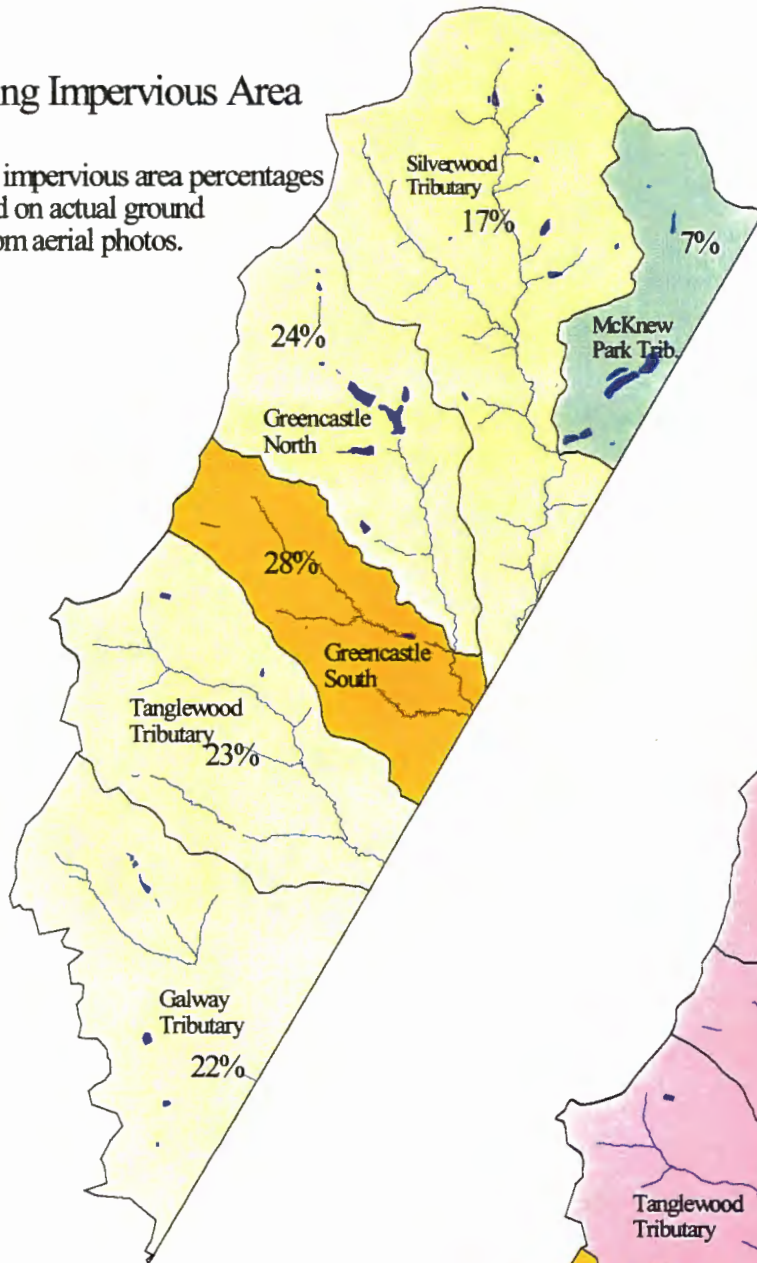 ng Impervious Area
impervious area percentages
d on actual ground
om aerial photos.
Silverwood
Tributary
17%
7%
McKnew
Park Trib.
24%
Greencastle
North
28%
Greencastle
South
Tanglewood
Tributary
23%
Galway
Tributary
22%
Tanglewood
Tributary